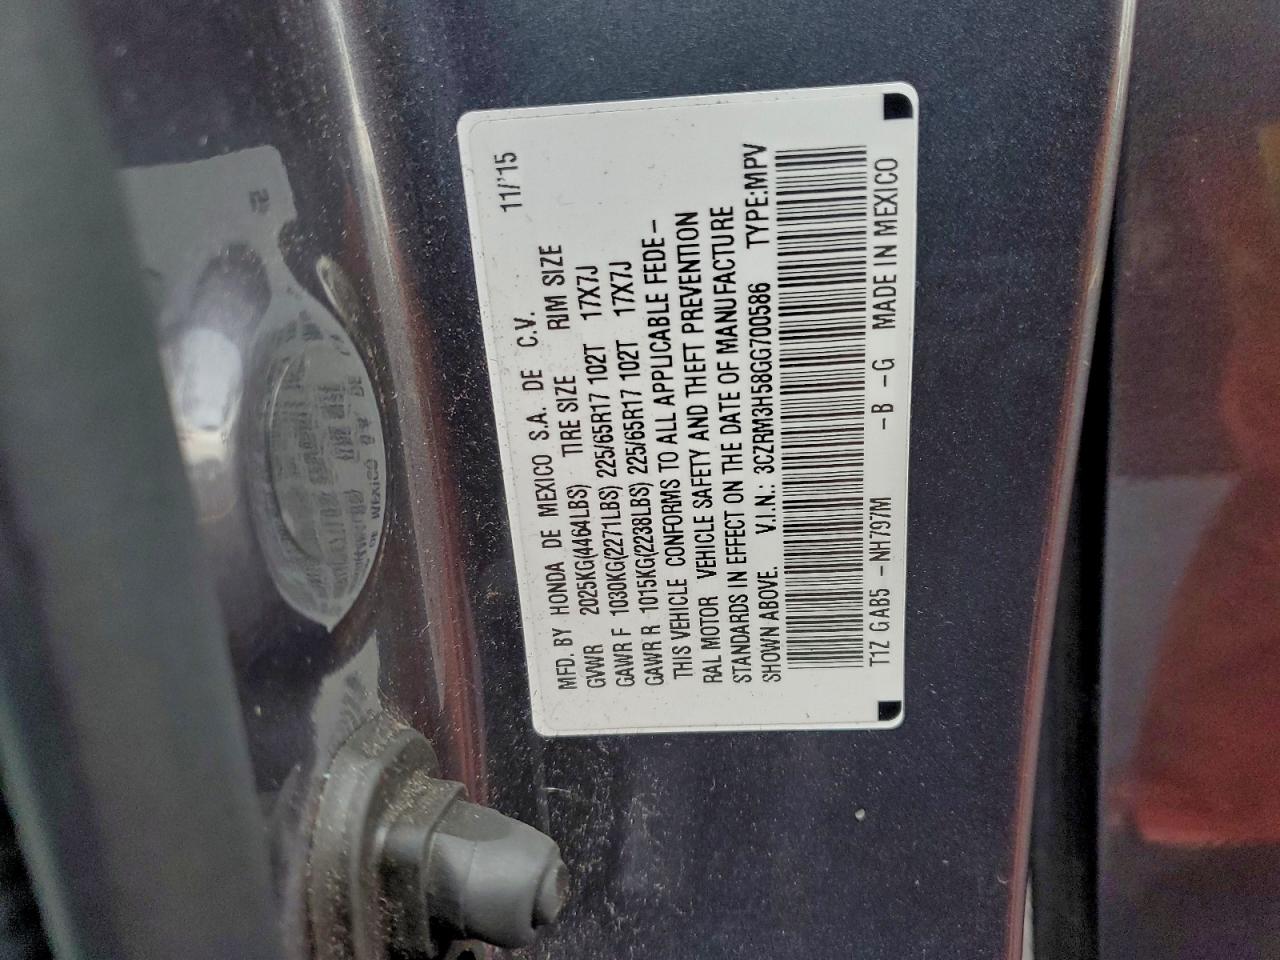 11/'15
MFD. BY HONDA DE MEXICO S.A. DE C.V.
GVWR 2025KG(4464LBS) TIRE SIZE RIM SIZE
GAWR F 1030KG(2271LBS) 225/65R17 102T 17X7J
GAWR R 1015KG(2238LBS) 225/65R17 102T 17X7J
THIS VEHICLE CONFORMS TO ALL APPLICABLE FEDE-
RAL MOTOR VEHICLE SAFETY AND THEFT PREVENTION
STANDARDS IN EFFECT ON THE DATE OF MANUFACTURE
SHOWN ABOVE. V.I.N.: 3CZRM3H58GG700586 TYPE:MPV
T1Z GAB5 -NH797M -B -G MADE IN MEXICO
DE MEXICO